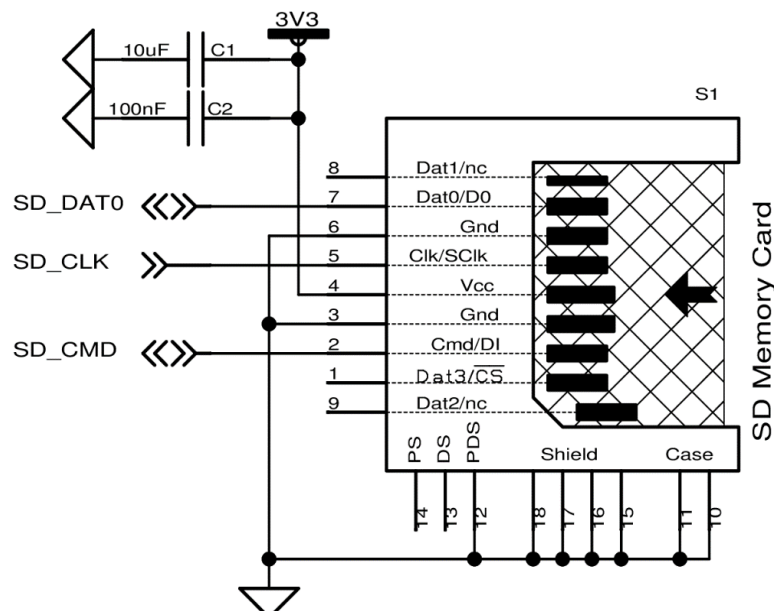 3V3
10uF C1
100nF C2
S1
8 Dat1/nc
SD_DAT0 7 Dat0/D0
6 Gnd
SD_CLK 5 Clk/SClk
4 Vcc
3 Gnd
SD_CMD 2 Cmd/DI
1 Dat3/CS
9 Dat2/nc
SD Memory Card
PS DS PDS Shield Case
14 13 12 18 17 16 15 11 10